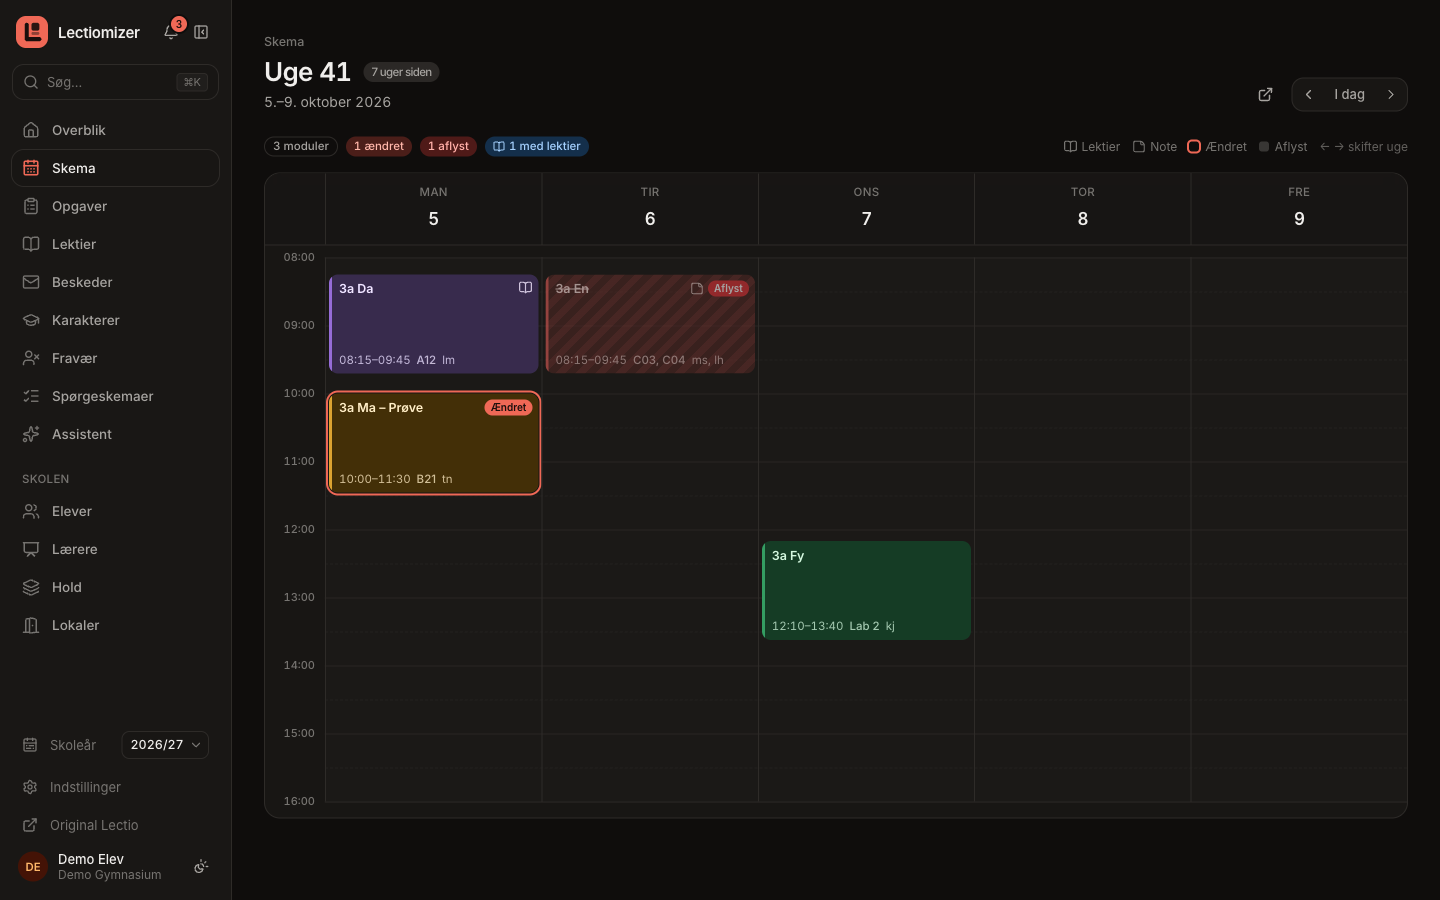 Lectiomizer
3
Søg...
⌘K
Overblik
Skema
Opgaver
Lektier
Beskeder
Karakterer
Fravær
Spørgeskemaer
Assistent
SKOLEN
Elever
Lærere
Hold
Lokaler
Skoleår
2026/27
Indstillinger
Original Lectio
DE
Demo Elev
Demo Gymnasium
Skema
Uge 41
7 uger siden
5.–9. oktober 2026
I dag
3 moduler
1 ændret
1 aflyst
1 med lektier
Lektier
Note
Ændret
Aflyst
← → skifter uge
MAN
5
TIR
6
ONS
7
TOR
8
FRE
9
08:00
09:00
10:00
11:00
12:00
13:00
14:00
15:00
16:00
3a Da
08:15–09:45 A12 lm
3a Ma – Prøve
Ændret
10:00–11:30 B21 tn
3a En
Aflyst
08:15–09:45 C03, C04 ms, lh
3a Fy
12:10–13:40 Lab 2 kj